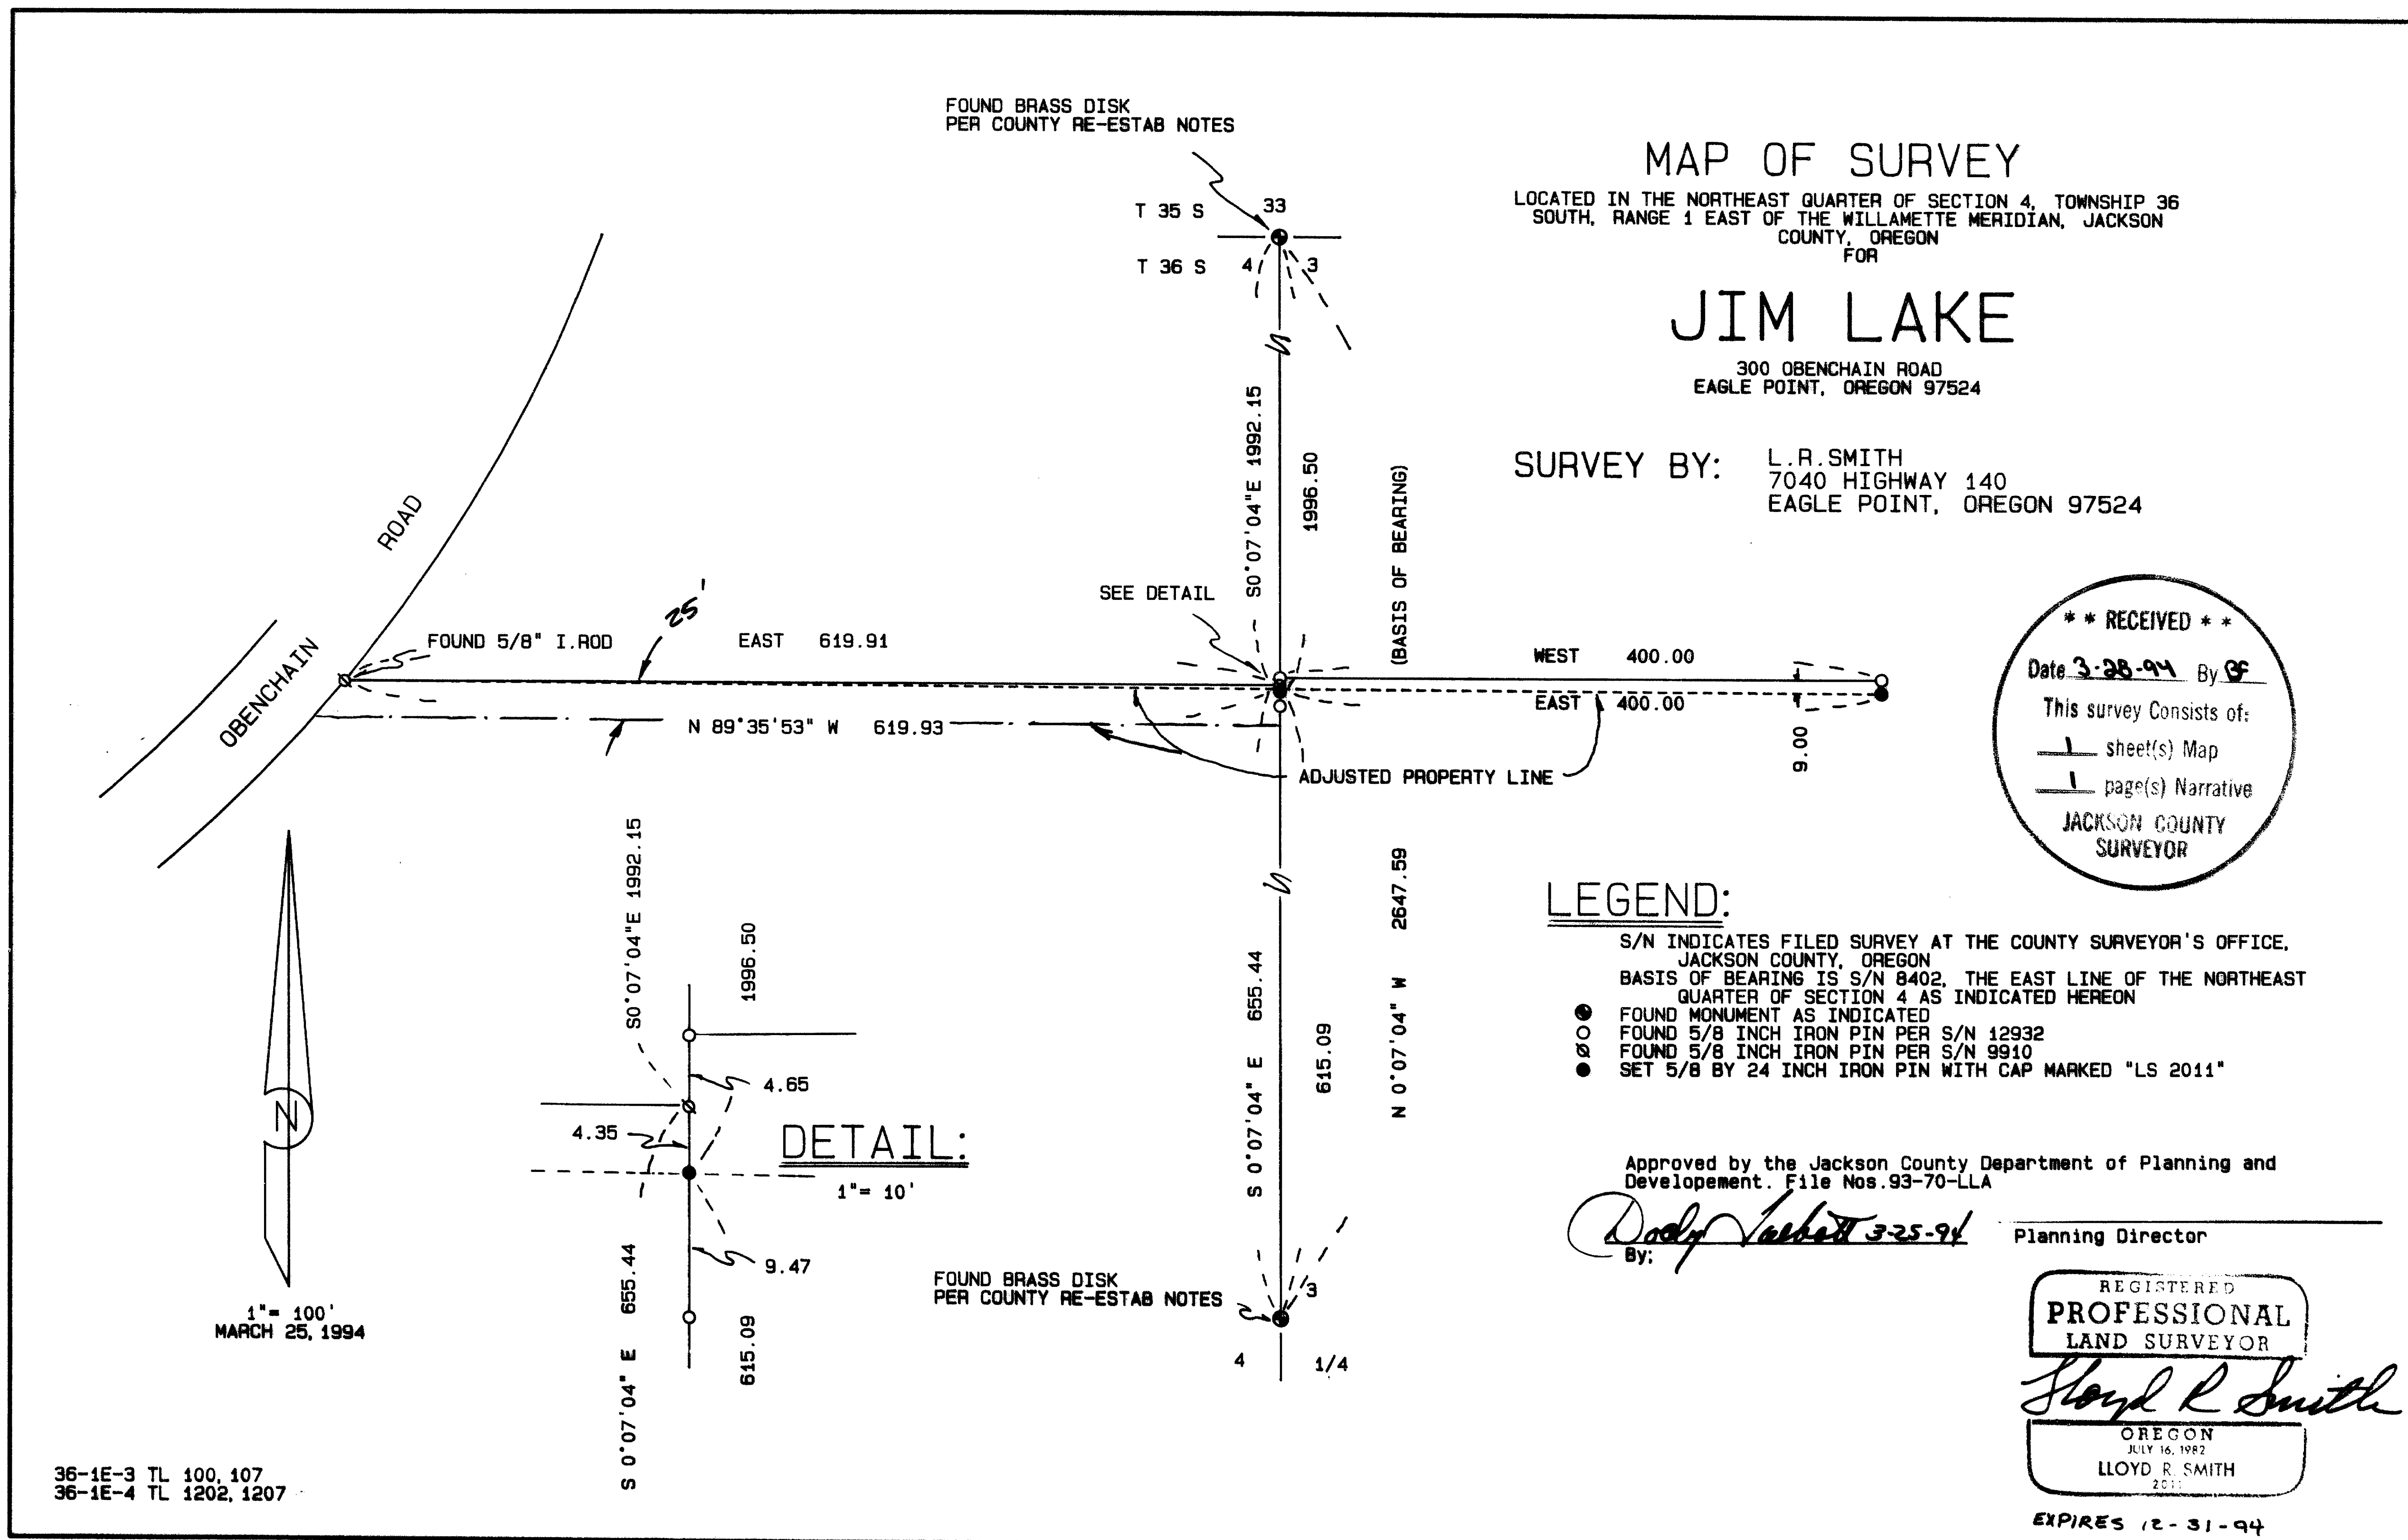 FOUND BRASS DISK
PER COUNTY RE-ESTAB NOTES
T 35 S
33
T 36 S
4
3
MAP OF SURVEY
LOCATED IN THE NORTHEAST QUARTER OF SECTION 4, TOWNSHIP 36
SOUTH, RANGE 1 EAST OF THE WILLAMETTE MERIDIAN, JACKSON
COUNTY, OREGON
FOR
JIM LAKE
300 OBENCHAIN ROAD
EAGLE POINT, OREGON 97524
SURVEY BY:
L.R.SMITH
7040 HIGHWAY 140
EAGLE POINT, OREGON 97524
S0°07'04"E 1992.15
1996.50
(BASIS OF BEARING)
OBENCHAIN ROAD
SEE DETAIL
25'
FOUND 5/8" I.ROD
EAST 619.91
WEST 400.00
EAST 400.00
9.00
N 89°35'53" W 619.93
ADJUSTED PROPERTY LINE
* * RECEIVED * *
Date 3-28-94 By BF
This survey Consists of:
1 sheet(s) Map
1 page(s) Narrative
JACKSON COUNTY
SURVEYOR
S 0°07'04" E 655.44
615.09
N 0°07'04" W 2647.59
LEGEND:
S/N INDICATES FILED SURVEY AT THE COUNTY SURVEYOR'S OFFICE,
JACKSON COUNTY, OREGON
BASIS OF BEARING IS S/N 8402, THE EAST LINE OF THE NORTHEAST
QUARTER OF SECTION 4 AS INDICATED HEREON
FOUND MONUMENT AS INDICATED
FOUND 5/8 INCH IRON PIN PER S/N 12932
FOUND 5/8 INCH IRON PIN PER S/N 9910
SET 5/8 BY 24 INCH IRON PIN WITH CAP MARKED "LS 2011"
S0°07'04"E 1992.15
1996.50
4.65
4.35
DETAIL:
1"= 10'
9.47
S 0°07'04" E 655.44
615.09
N
1"= 100'
MARCH 25, 1994
FOUND BRASS DISK
PER COUNTY RE-ESTAB NOTES
3
4
1/4
Approved by the Jackson County Department of Planning and
Developement. File Nos.93-70-LLA
3-25-94
By:
Planning Director
REGISTERED
PROFESSIONAL
LAND SURVEYOR
Lloyd R Smith
OREGON
JULY 16, 1982
LLOYD R. SMITH
2011
EXPIRES 12-31-94
36-1E-3 TL 100, 107
36-1E-4 TL 1202, 1207